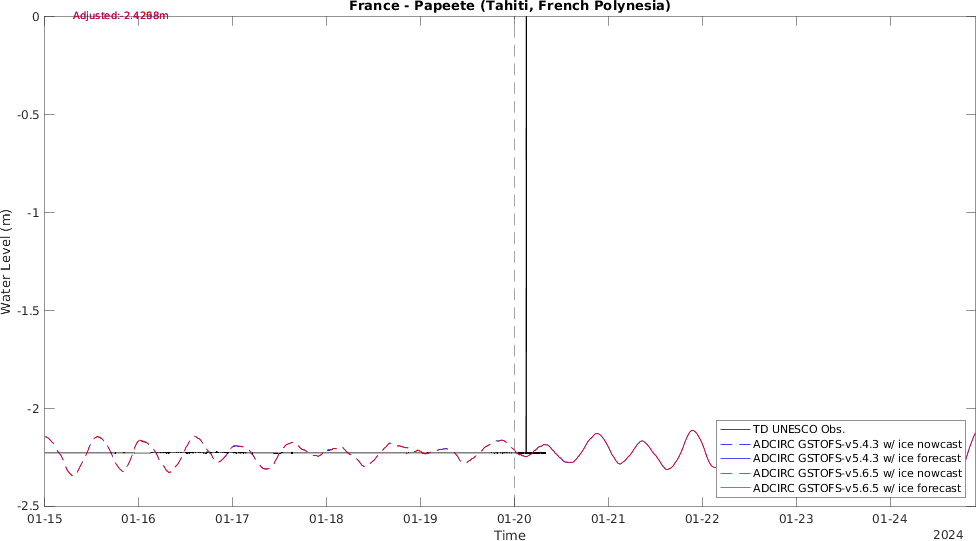 France - Papeete (Tahiti, French Polynesia)
Adjusted:-2.4298m
0
-0.5
-1
-1.5
-2
-2.5
Water Level (m)
TD UNESCO Obs.
ADCIRC GSTOFS-v5.4.3 w/ ice nowcast
ADCIRC GSTOFS-v5.4.3 w/ ice forecast
ADCIRC GSTOFS-v5.6.5 w/ ice nowcast
ADCIRC GSTOFS-v5.6.5 w/ ice forecast
01-15 01-16 01-17 01-18 01-19 01-20 01-21 01-22 01-23 01-24
Time
2024